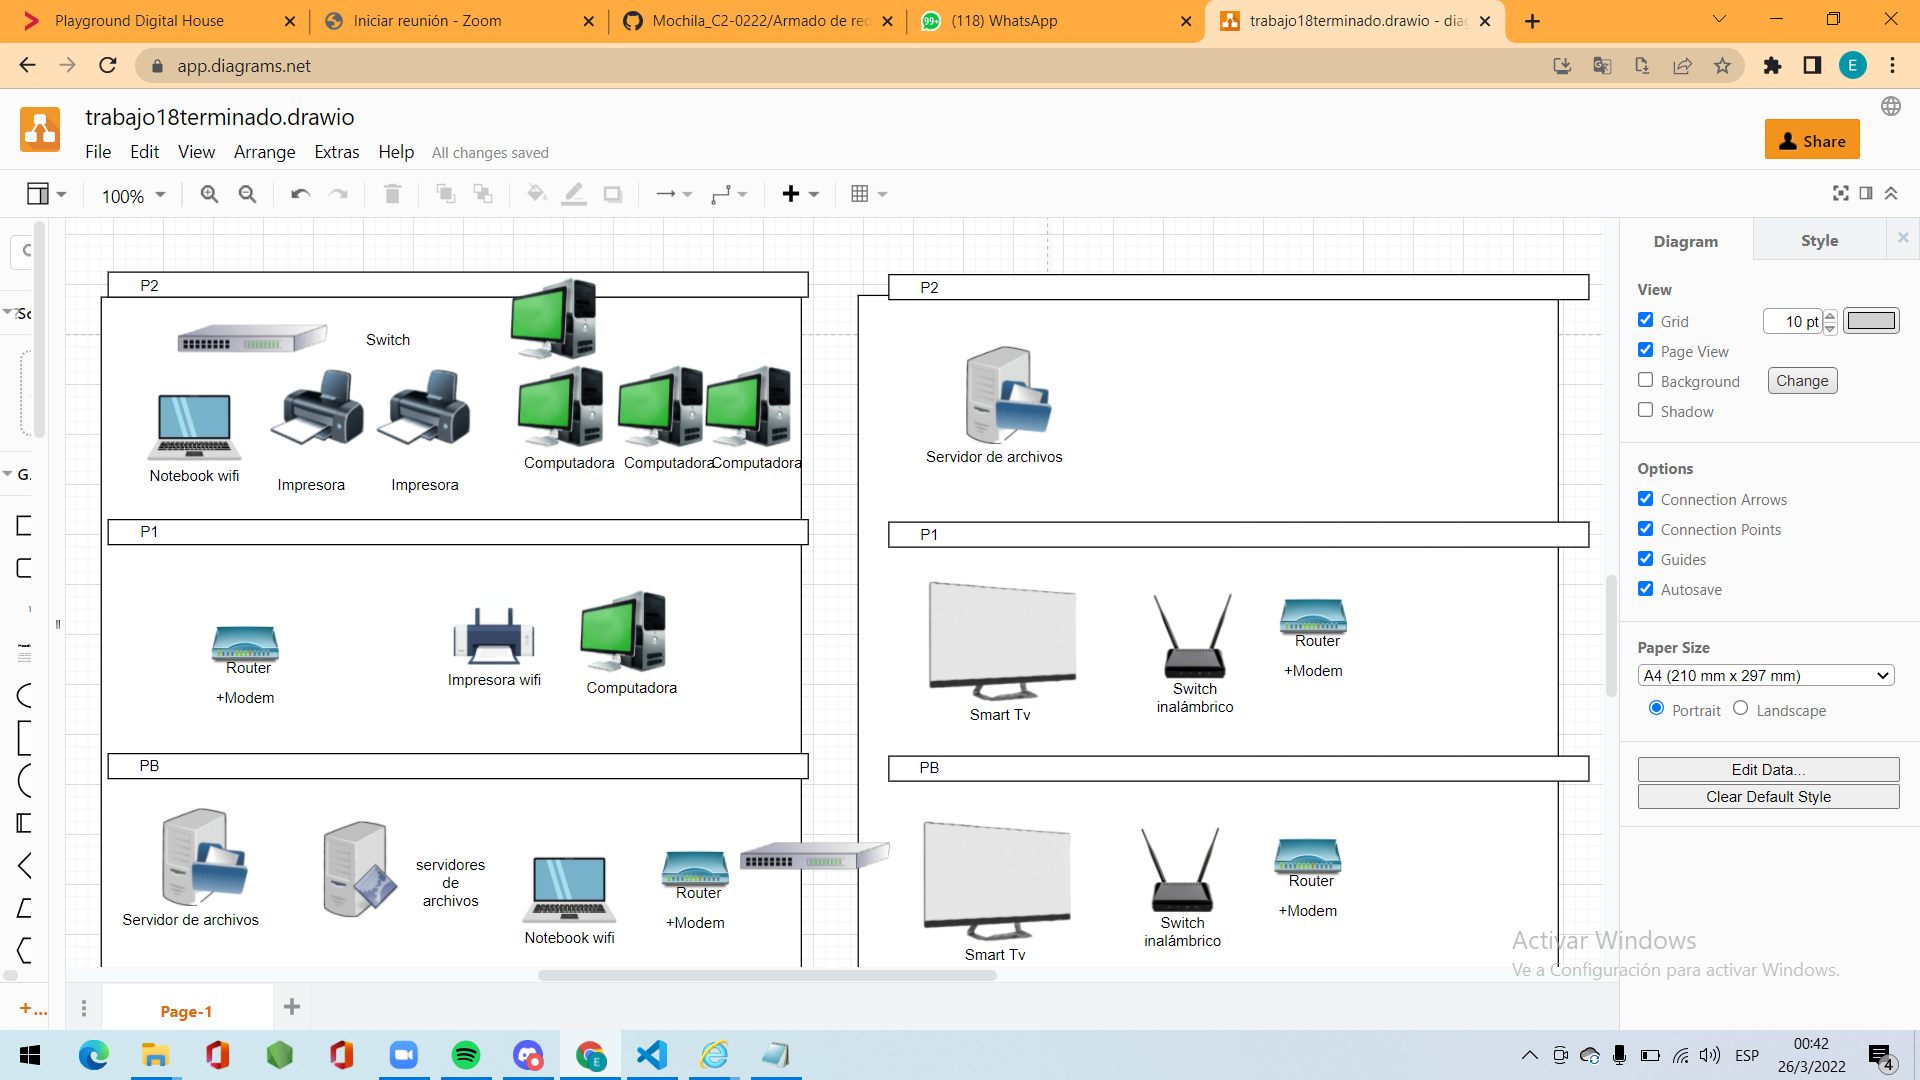 Playground Digital House
Iniciar reunión - Zoom
Mochila_C2-0222/Armado de red
(118) WhatsApp
trabajo18terminado.drawio - diag
app.diagrams.net
E
trabajo18terminado.drawio
File Edit View Arrange Extras Help All changes saved
Share
100%
Diagram
Style
P2
Switch
Notebook wifi
Impresora
Impresora
Computadora
Computadora
Computadora
P1
Router
+Modem
Impresora wifi
Computadora
PB
Servidor de archivos
servidores
de
archivos
Notebook wifi
Router
+Modem
P2
Servidor de archivos
P1
Smart Tv
Switch
inalámbrico
Router
+Modem
PB
Smart Tv
Switch
inalámbrico
Router
+Modem
View
Grid
10 pt
Page View
Background
Change
Shadow
Options
Connection Arrows
Connection Points
Guides
Autosave
Paper Size
A4 (210 mm x 297 mm)
Portrait
Landscape
Edit Data...
Clear Default Style
Activar Windows
Ve a Configuración para activar Windows.
Page-1
ESP
00:42
26/3/2022
4